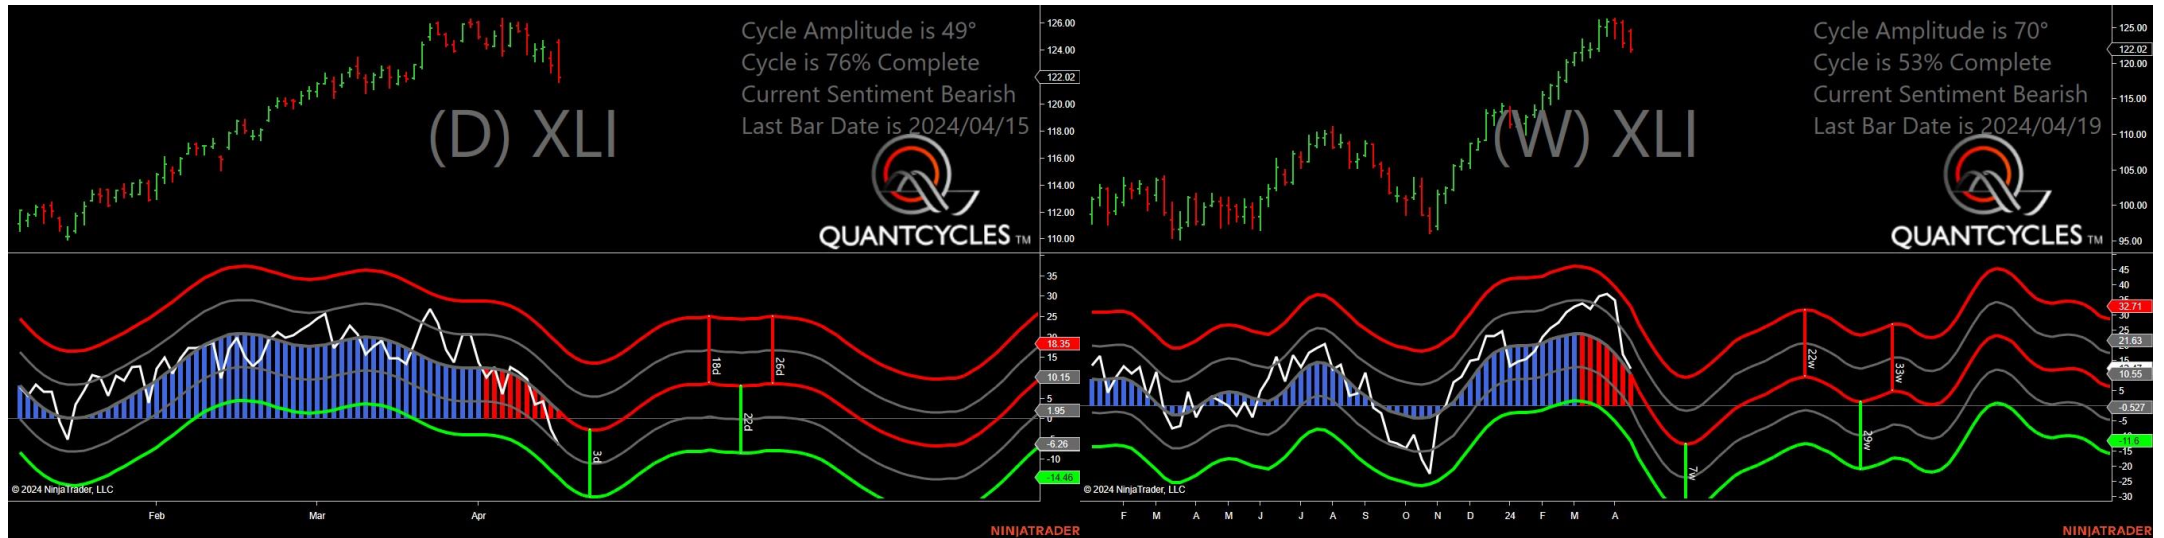 Cycle Amplitude is 49°
Cycle is 76% Complete
Current Sentiment Bearish
Last Bar Date is 2024/04/15
(D) XLI
QUANTCYCLES TM
126.00
124.00
122.02
120.00
118.00
116.00
114.00
112.00
110.00
35
30
25
20
18.35
15
10.15
5
1.95
0
-6.26
-10
-14.46
18d
26d
22d
3d
© 2024 NinjaTrader, LLC
Feb Mar Apr
NINJATRADER
Cycle Amplitude is 70°
Cycle is 53% Complete
Current Sentiment Bearish
Last Bar Date is 2024/04/19
(W) XLI
QUANTCYCLES TM
125.00
122.02
120.00
115.00
110.00
105.00
100.00
95.00
45
40
32.71
30
25
21.63
15
10.55
5
-0.527
-5
-11.6
-15
-20
-25
-30
22w
33w
29w
7w
© 2024 NinjaTrader, LLC
F M A M J J A S O N D 24 F M A
NINJATRADER